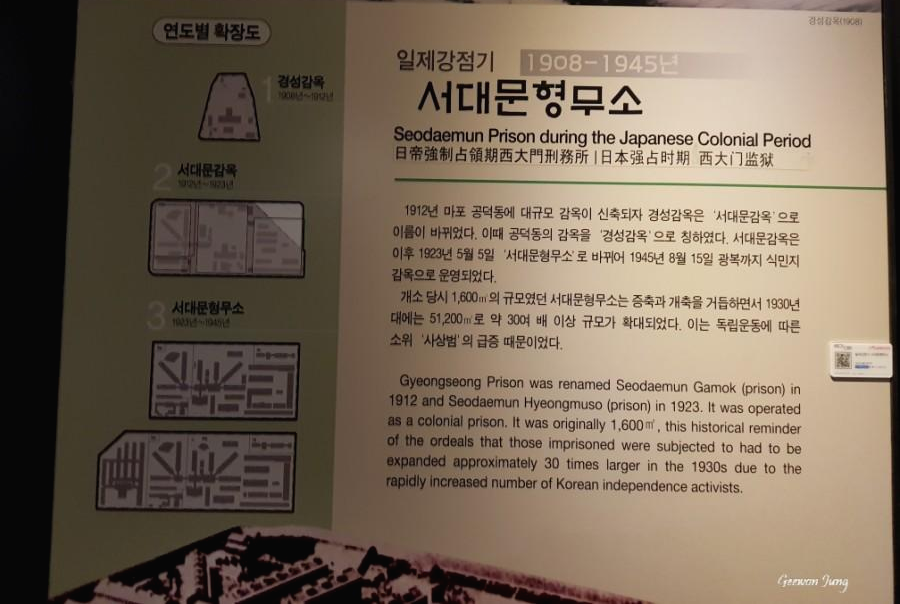 경성감옥(1908)
연도별 확장도
1 경성감옥
1908년~1912년
2 서대문감옥
1912년~1923년
3 서대문형무소
1923년~1945년
일제강점기 1908-1945년
서대문형무소
Seodaemun Prison during the Japanese Colonial Period
日帝強制占領期西大門刑務所 | 日本强占时期 西大门监狱
1912년 마포 공덕동에 대규모 감옥이 신축되자 경성감옥은 '서대문감옥'으로
이름이 바뀌었다. 이때 공덕동의 감옥을 '경성감옥'으로 칭하였다. 서대문감옥은
이후 1923년 5월 5일 '서대문형무소'로 바뀌어 1945년 8월 15일 광복까지 식민지
감옥으로 운영되었다.
개소 당시 1,600㎡의 규모였던 서대문형무소는 증축과 개축을 거듭하면서 1930년
대에는 51,200㎡로 약 30여 배 이상 규모가 확대되었다. 이는 독립운동에 따른
소위 '사상범'의 급증 때문이었다.
Gyeongseong Prison was renamed Seodaemun Gamok (prison) in
1912 and Seodaemun Hyeongmuso (prison) in 1923. It was operated
as a colonial prison. It was originally 1,600㎡, this historical reminder
of the ordeals that those imprisoned were subjected to had to be
expanded approximately 30 times larger in the 1930s due to the
rapidly increased number of Korean independence activists.
Geewon Jung